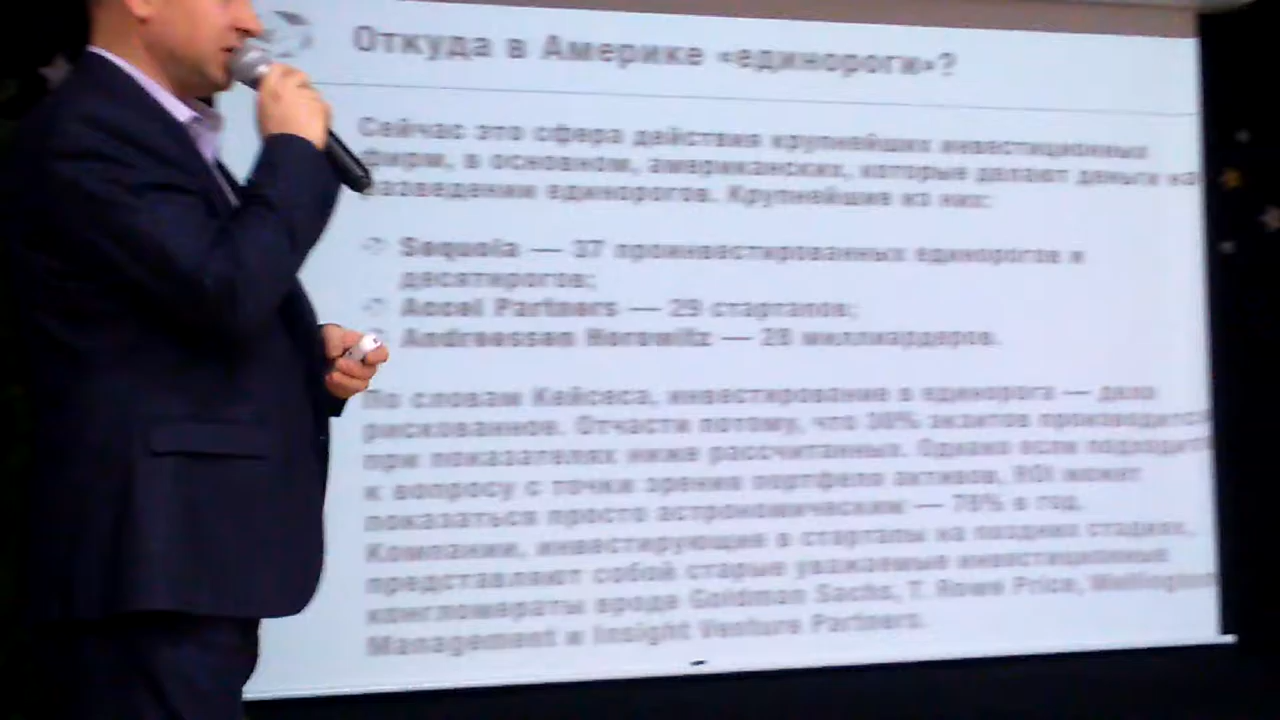 Откуда в Америке «единороги»?
Сейчас это сфера действия крупнейших инвестиционных
фирм, в основном, американских, которые делают деньги на
разведении единорогов. Крупнейшие из них:
Sequoia — 37 проинвестированных единорогов и
десятирогов;
Accel Partners — 29 стартапов;
Andreessen Horowitz — 28 миллиардеров.
По словам Кейсеса, инвестирование в единорога — дело
рискованное. Отчасти потому, что 30% экзитов производится
при показателях ниже рассчитанных. Однако если подходить
к вопросу с точки зрения портфеля активов, ROI может
показаться просто астрономическим — 78% в год.
Компании, инвестирующие в стартапы на поздних стадиях,
представляют собой старые уважаемые инвестиционные
конгломераты вроде Goldman Sachs, T. Rowe Price, Wellington
Management и Insight Venture Partners.